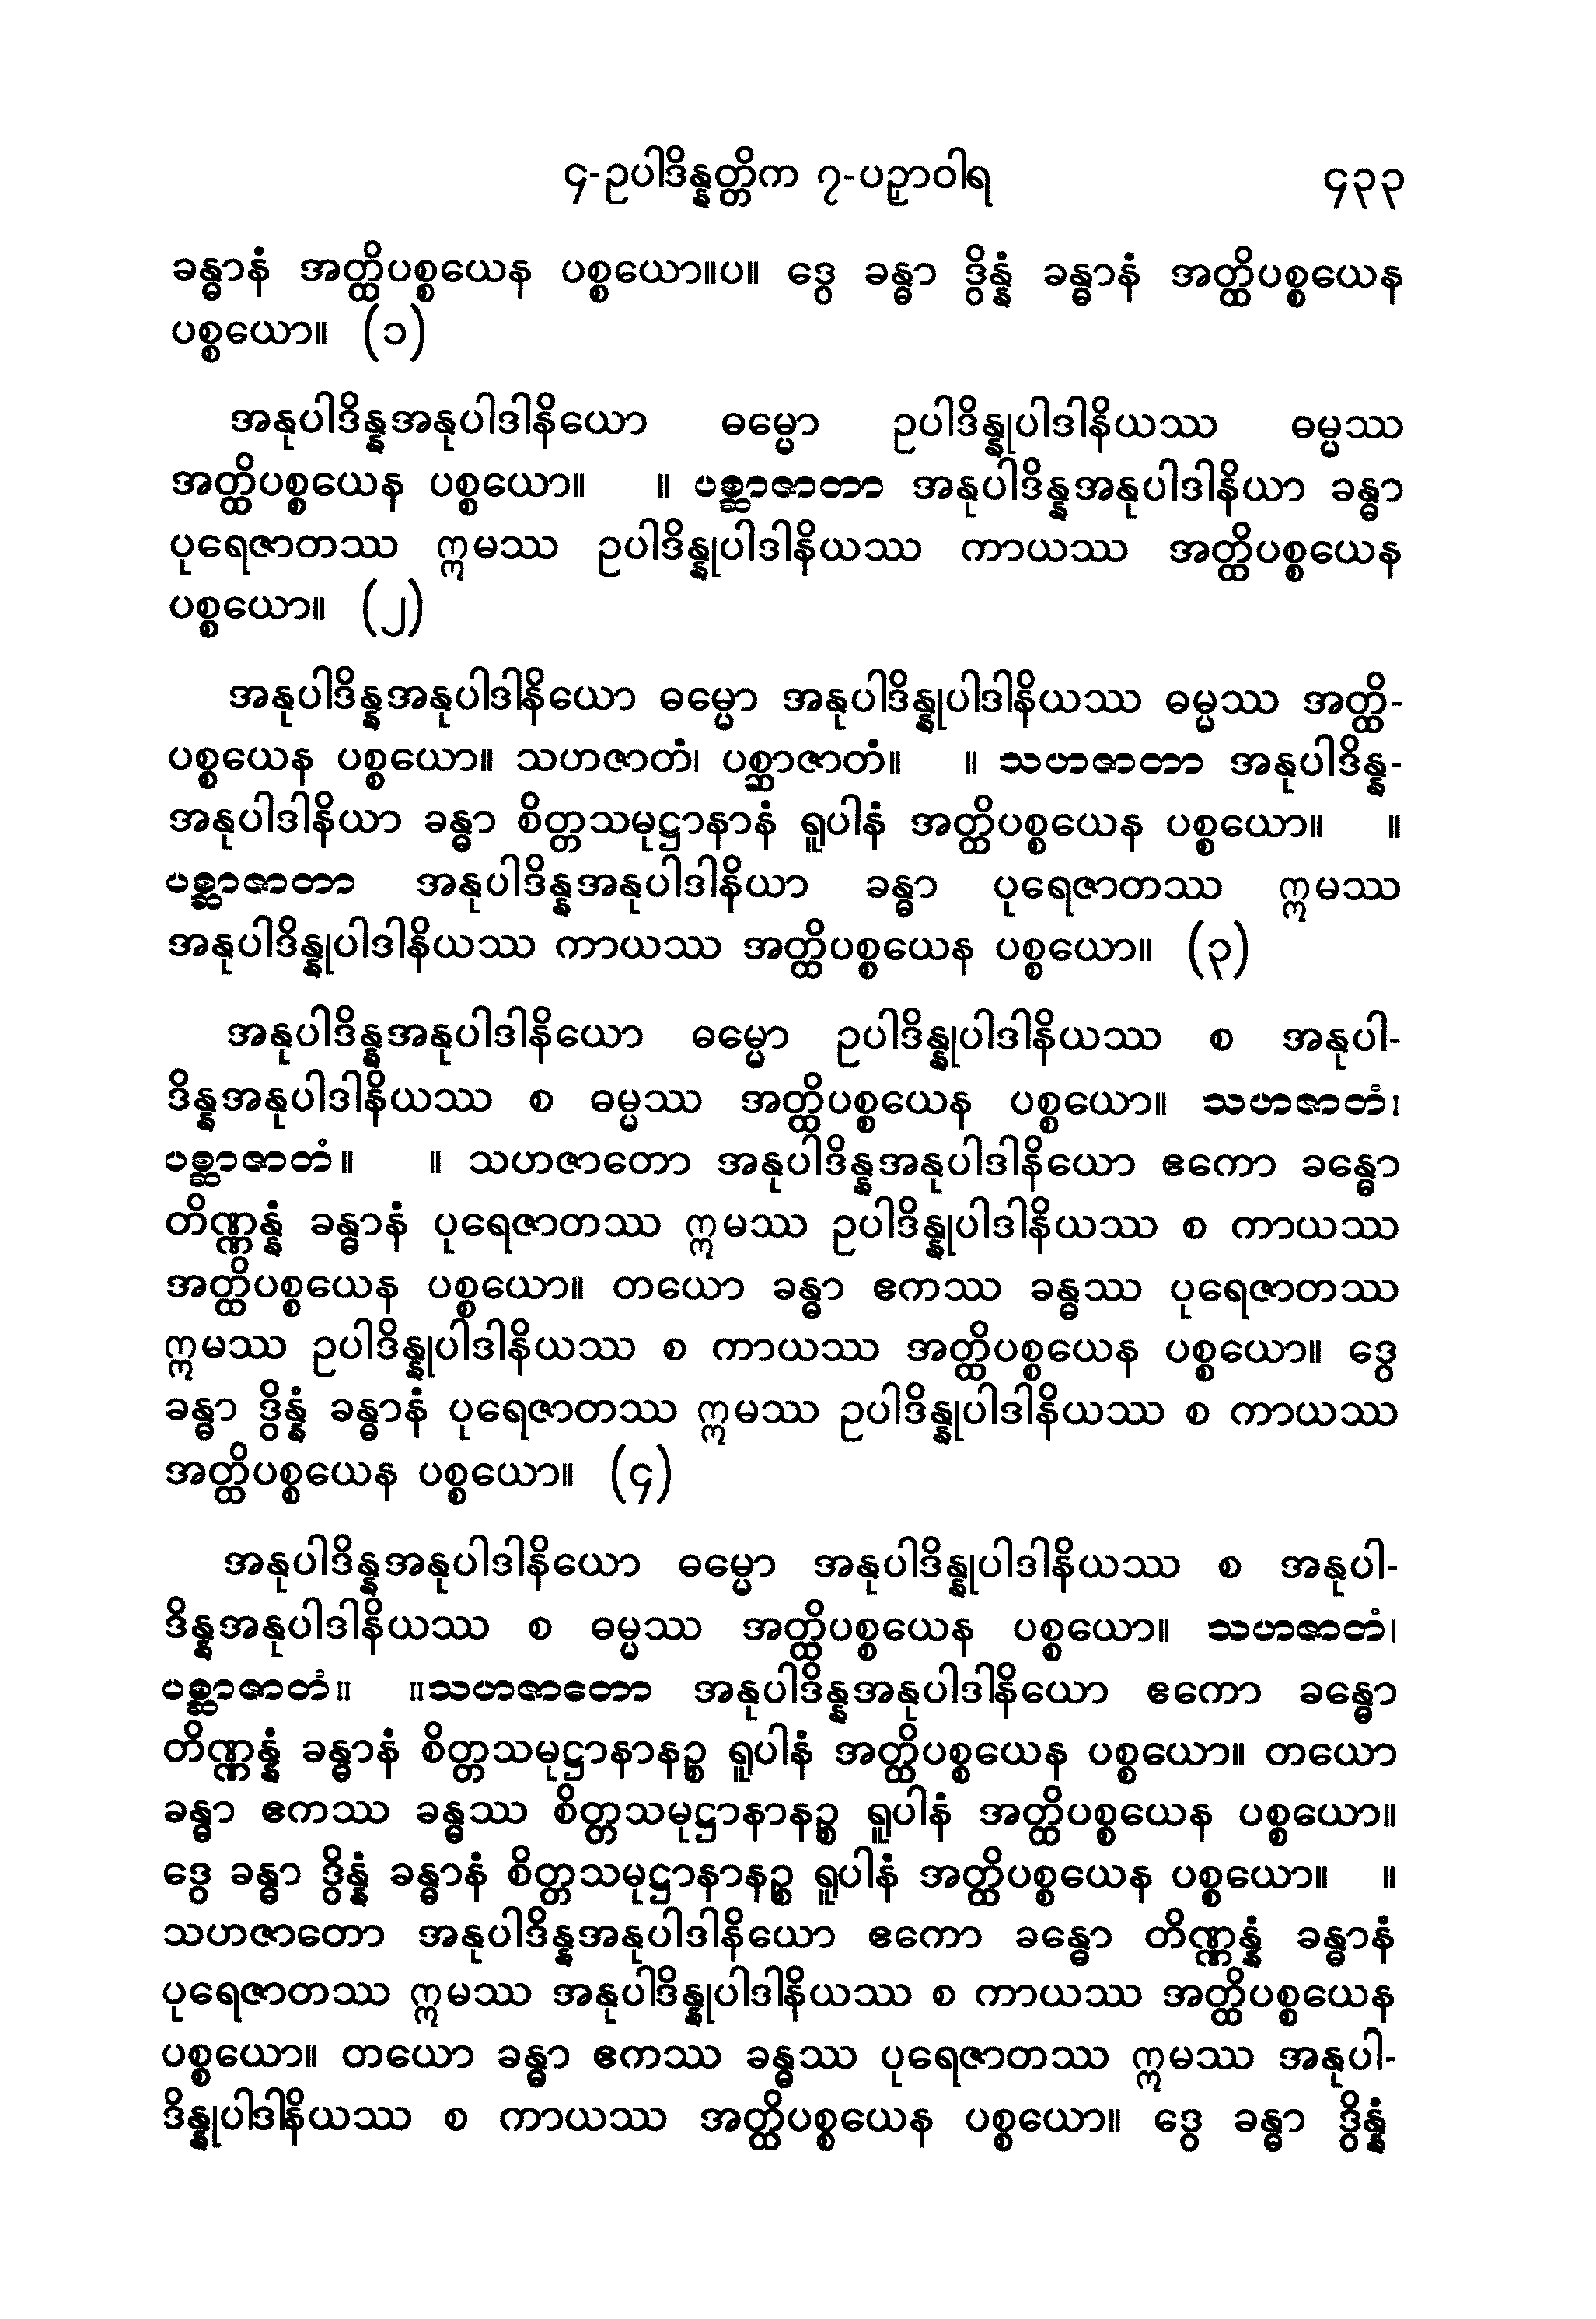 ၄-ဥပါဒိန္နတ္တိက ၇-ပဉှာဝါရ ၄၃၃
ခန္ဓာနံ အတ္ထိပစ္စယေန ပစ္စယော။ပ။ ဒွေ ခန္ဓာ ဒွိန္နံ ခန္ဓာနံ အတ္ထိပစ္စယေန
ပစ္စယော။ (၁)
အနုပါဒိန္နအနုပါဒါနိယော ဓမ္မော ဥပါဒိန္နုပါဒါနိယဿ ဓမ္မဿ
အတ္ထိပစ္စယေန ပစ္စယော။ ။ ပစ္ဆာဇာတာ အနုပါဒိန္နအနုပါဒါနိယာ ခန္ဓာ
ပုရေဇာတဿ ဣမဿ ဥပါဒိန္နုပါဒါနိယဿ ကာယဿ အတ္ထိပစ္စယေန
ပစ္စယော။ (၂)
အနုပါဒိန္နအနုပါဒါနိယော ဓမ္မော အနုပါဒိန္နုပါဒါနိယဿ ဓမ္မဿ အတ္ထိ-
ပစ္စယေန ပစ္စယော။ သဟဇာတံ၊ ပစ္ဆာဇာတံ။ ။ သဟဇာတာ အနုပါဒိန္န-
အနုပါဒါနိယာ ခန္ဓာ စိတ္တသမုဋ္ဌာနာနံ ရူပါနံ အတ္ထိပစ္စယေန ပစ္စယော။ ။
ပစ္ဆာဇာတာ အနုပါဒိန္နအနုပါဒါနိယာ ခန္ဓာ ပုရေဇာတဿ ဣမဿ
အနုပါဒိန္နုပါဒါနိယဿ ကာယဿ အတ္ထိပစ္စယေန ပစ္စယော။ (၃)
အနုပါဒိန္နအနုပါဒါနိယော ဓမ္မော ဥပါဒိန္နုပါဒါနိယဿ စ အနုပါ-
ဒိန္နအနုပါဒါနိယဿ စ ဓမ္မဿ အတ္ထိပစ္စယေန ပစ္စယော။ သဟဇာတံ၊
ပစ္ဆာဇာတံ။ ။ သဟဇာတော အနုပါဒိန္နအနုပါဒါနိယော ဧကော ခန္ဓော
တိဏ္ဏန္နံ ခန္ဓာနံ ပုရေဇာတဿ ဣမဿ ဥပါဒိန္နုပါဒါနိယဿ စ ကာယဿ
အတ္ထိပစ္စယေန ပစ္စယော။ တယော ခန္ဓာ ဧကဿ ခန္ဓဿ ပုရေဇာတဿ
ဣမဿ ဥပါဒိန္နုပါဒါနိယဿ စ ကာယဿ အတ္ထိပစ္စယေန ပစ္စယော။ ဒွေ
ခန္ဓာ ဒွိန္နံ ခန္ဓာနံ ပုရေဇာတဿ ဣမဿ ဥပါဒိန္နုပါဒါနိယဿ စ ကာယဿ
အတ္ထိပစ္စယေန ပစ္စယော။ (၄)
အနုပါဒိန္နအနုပါဒါနိယော ဓမ္မော အနုပါဒိန္နုပါဒါနိယဿ စ အနုပါ-
ဒိန္နအနုပါဒါနိယဿ စ ဓမ္မဿ အတ္ထိပစ္စယေန ပစ္စယော။ သဟဇာတံ၊
ပစ္ဆာဇာတံ။ ။သဟဇာတော အနုပါဒိန္နအနုပါဒါနိယော ဧကော ခန္ဓော
တိဏ္ဏန္နံ ခန္ဓာနံ စိတ္တသမုဋ္ဌာနာနဉ္စ ရူပါနံ အတ္ထိပစ္စယေန ပစ္စယော။ တယော
ခန္ဓာ ဧကဿ ခန္ဓဿ စိတ္တသမုဋ္ဌာနာနဉ္စ ရူပါနံ အတ္ထိပစ္စယေန ပစ္စယော။
ဒွေ ခန္ဓာ ဒွိန္နံ ခန္ဓာနံ စိတ္တသမုဋ္ဌာနာနဉ္စ ရူပါနံ အတ္ထိပစ္စယေန ပစ္စယော။ ။
သဟဇာတော အနုပါဒိန္နအနုပါဒါနိယော ဧကော ခန္ဓော တိဏ္ဏန္နံ ခန္ဓာနံ
ပုရေဇာတဿ ဣမဿ အနုပါဒိန္နုပါဒါနိယဿ စ ကာယဿ အတ္ထိပစ္စယေန
ပစ္စယော။ တယော ခန္ဓာ ဧကဿ ခန္ဓဿ ပုရေဇာတဿ ဣမဿ အနုပါ-
ဒိန္နုပါဒါနိယဿ စ ကာယဿ အတ္ထိပစ္စယေန ပစ္စယော။ ဒွေ ခန္ဓာ ဒွိန္နံ